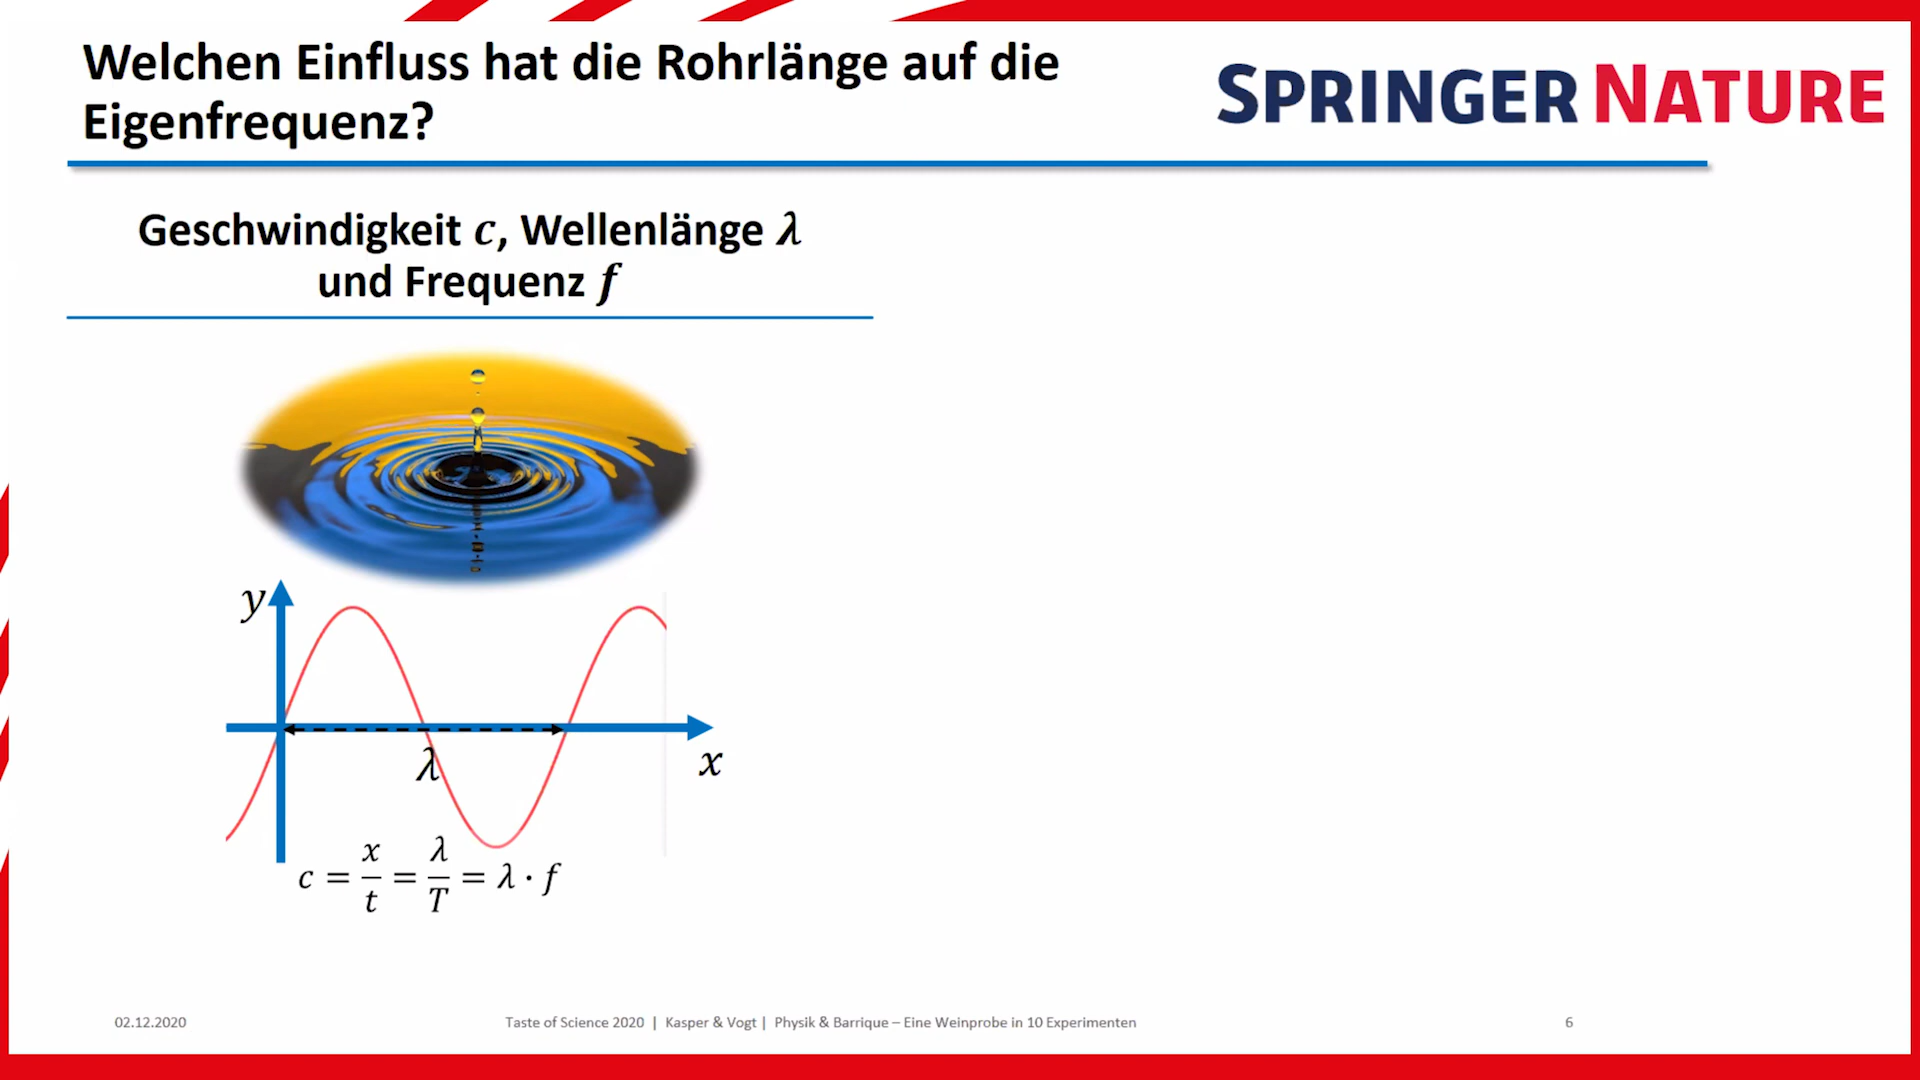 Welchen Einfluss hat die Rohrlänge auf die
Eigenfrequenz?
SPRINGER NATURE
Geschwindigkeit c, Wellenlänge λ
und Frequenz f
y
λ
x
c = x/t = λ/T = λ · f
02.12.2020
Taste of Science 2020 | Kasper & Vogt | Physik & Barrique – Eine Weinprobe in 10 Experimenten
6